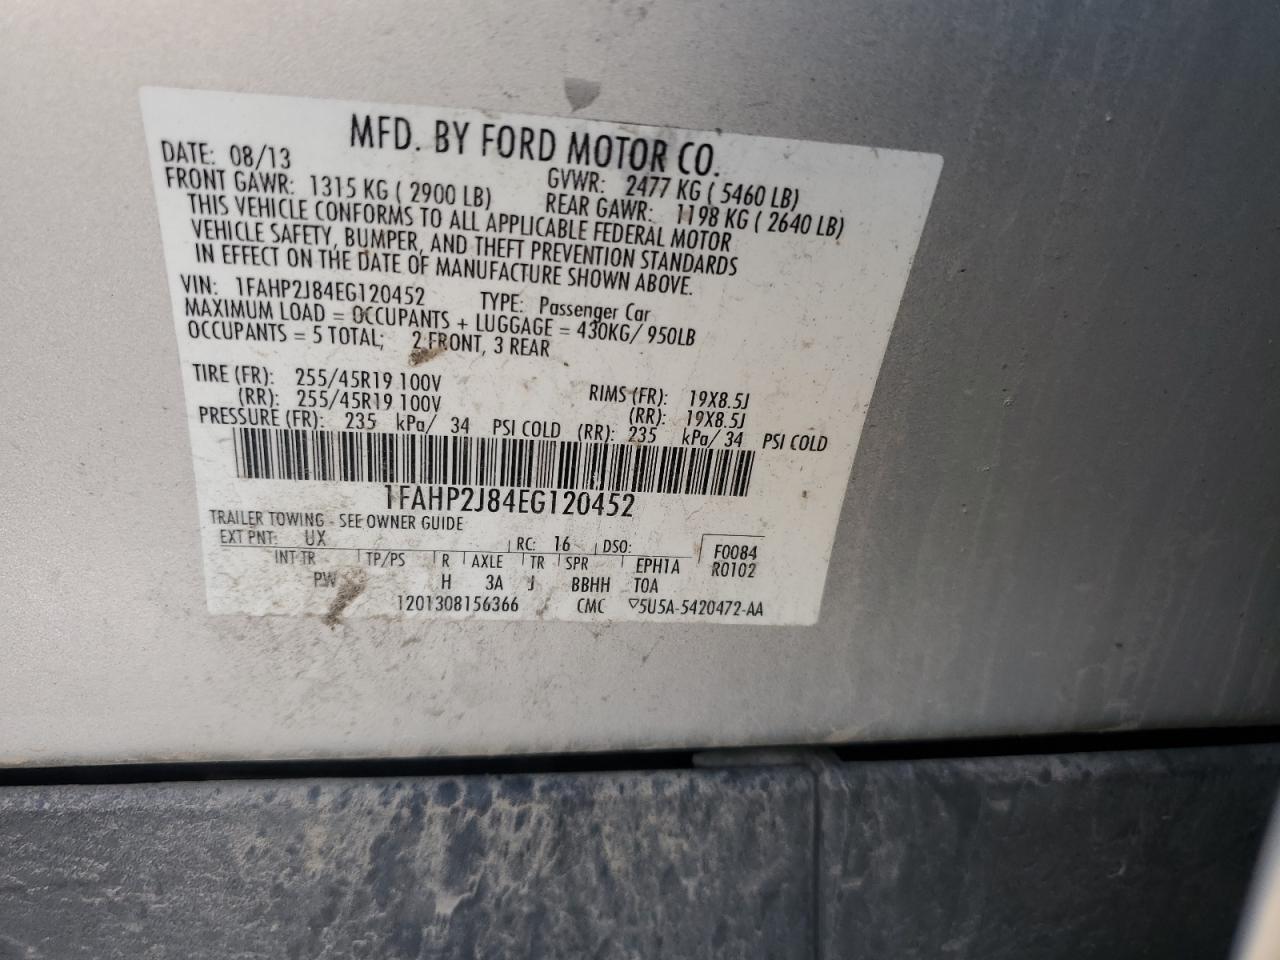 MFD. BY FORD MOTOR CO.
DATE: 08/13 GVWR: 2477 KG ( 5460 LB)
FRONT GAWR: 1315 KG ( 2900 LB) REAR GAWR: 1198 KG ( 2640 LB)
THIS VEHICLE CONFORMS TO ALL APPLICABLE FEDERAL MOTOR
VEHICLE SAFETY, BUMPER, AND THEFT PREVENTION STANDARDS
IN EFFECT ON THE DATE OF MANUFACTURE SHOWN ABOVE.
VIN: 1FAHP2J84EG120452 TYPE: Passenger Car
MAXIMUM LOAD = OCCUPANTS + LUGGAGE = 430KG/ 950LB
OCCUPANTS = 5 TOTAL; 2 FRONT, 3 REAR
TIRE (FR): 255/45R19 100V RIMS (FR): 19X8.5J
(RR): 255/45R19 100V (RR): 19X8.5J
PRESSURE (FR): 235 kPa/ 34 PSI COLD (RR): 235 kPa/ 34 PSI COLD
1FAHP2J84EG120452
TRAILER TOWING - SEE OWNER GUIDE
EXT PNT: UX RC: 16 DSO: F0084
INT TR TP/PS R AXLE TR SPR EPH1A R0102
PW H 3A J BBHH TOA
1201308156366 CMC ▽5U5A-5420472-AA